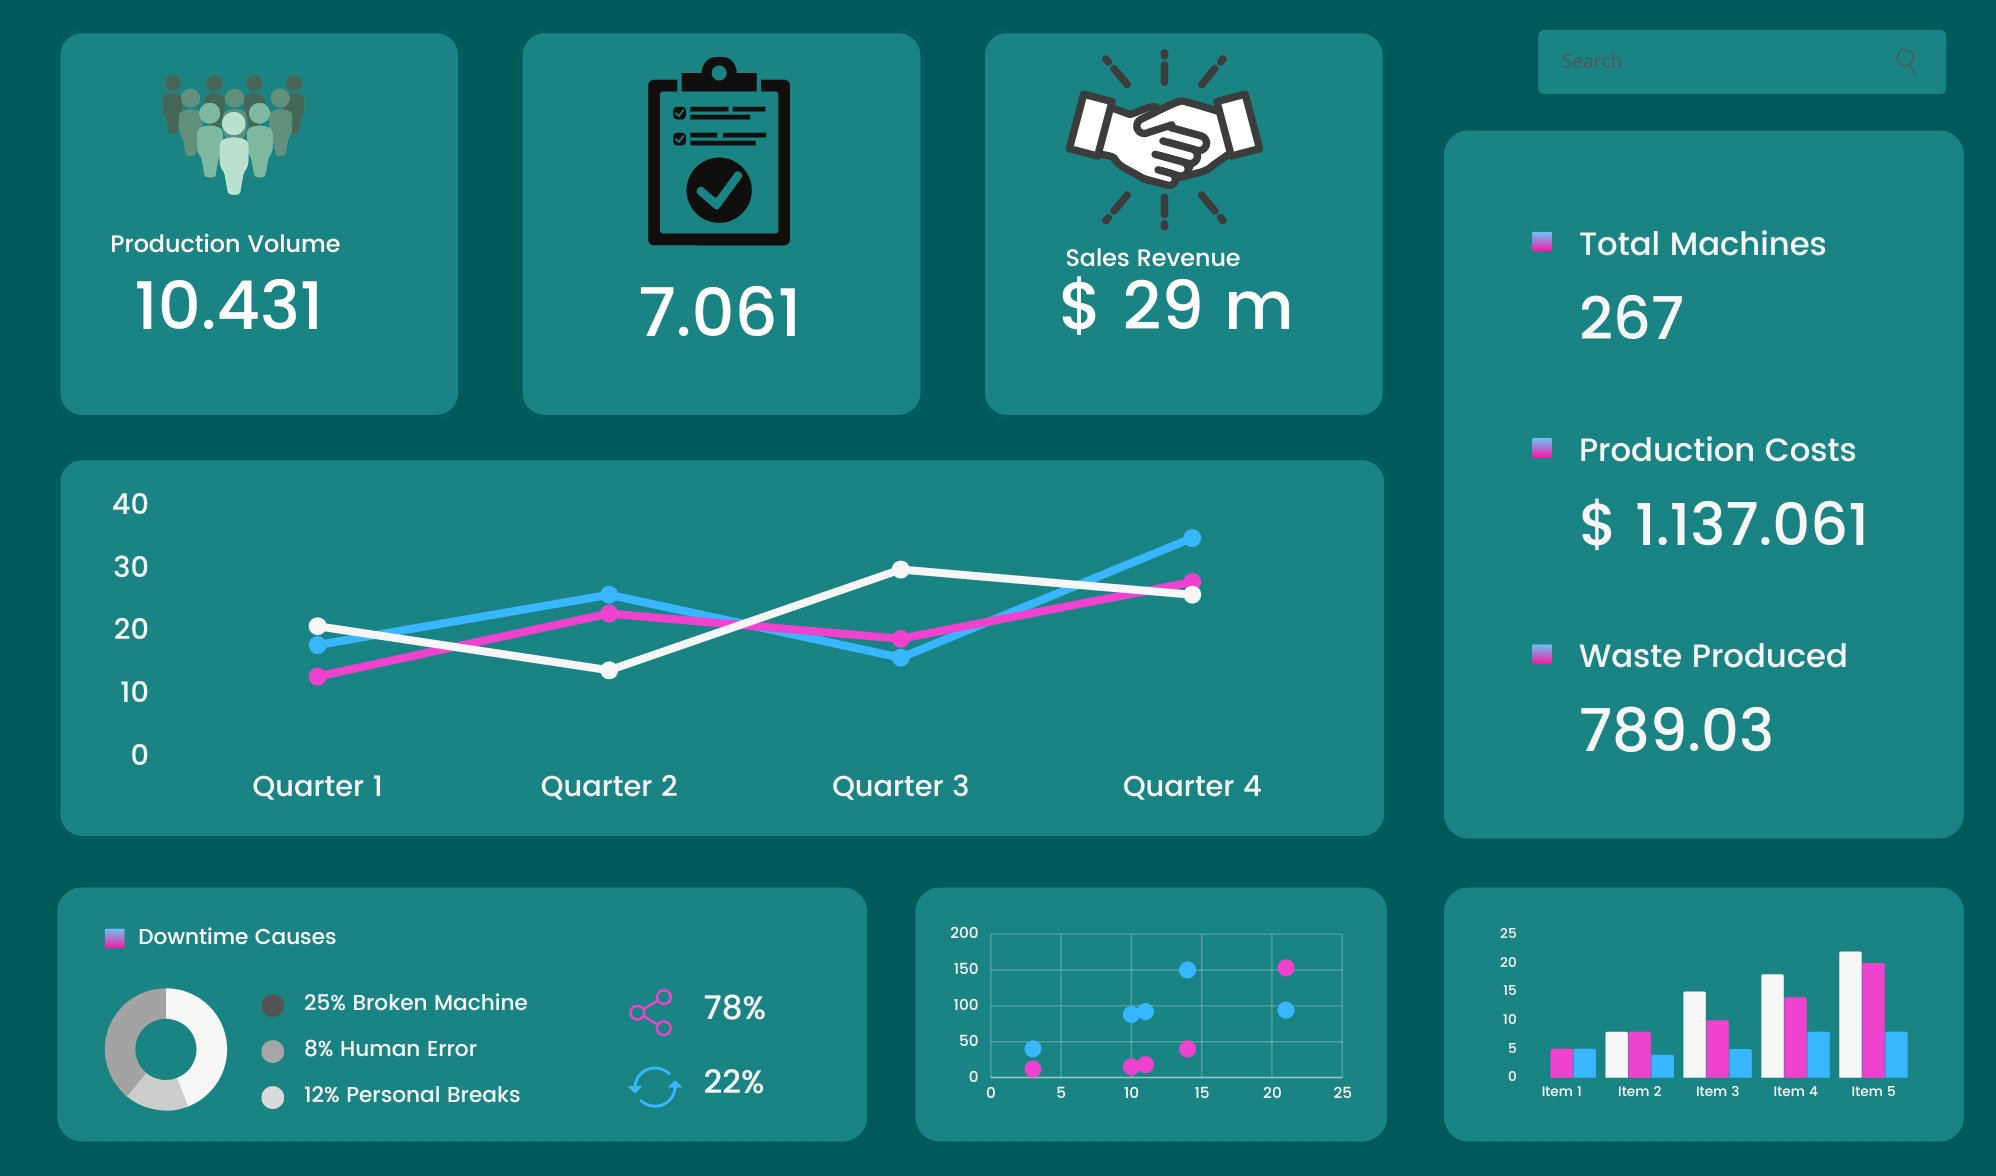 Search
Production Volume
10.431
7.061
Sales Revenue
$ 29 m
Total Machines
267
Production Costs
$ 1.137.061
Waste Produced
789.03
40
30
20
10
0
Quarter 1 Quarter 2 Quarter 3 Quarter 4
Downtime Causes
25% Broken Machine
8% Human Error
12% Personal Breaks
78%
22%
200
150
100
50
0
0 5 10 15 20 25
25
20
15
10
5
0
Item 1 Item 2 Item 3 Item 4 Item 5